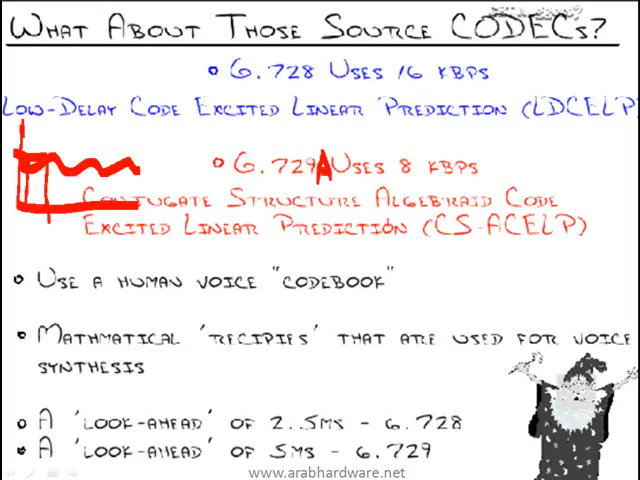 What About Those Source CODECs?
G.728 Uses 16 kbps
Low-Delay Code Excited Linear Prediction (LDCELP)
G.729A Uses 8 kbps
Conjugate Structure Algebraid Code
Excited Linear Prediction (CS-ACELP)
Use a human voice "codebook"
Mathmatical 'recipies' that are used for voice
synthesis
A 'look-ahead' of 2..5ms - G.728
A 'look-ahead' of 5ms - G.729
www.arabhardware.net